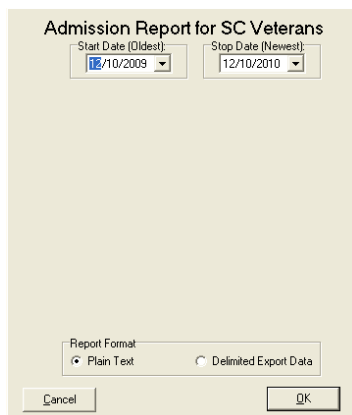 Admission Report for SC Veterans
Start Date (Oldest): Stop Date (Newest):
12/10/2009 12/10/2010
Report Format
Plain Text Delimited Export Data
Cancel OK